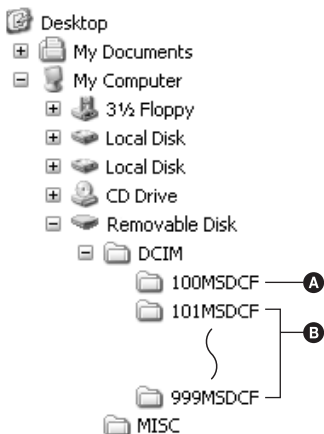 Desktop
My Documents
My Computer
3½ Floppy
Local Disk
Local Disk
CD Drive
Removable Disk
DCIM
100MSDCF A
101MSDCF
B
999MSDCF
MISC